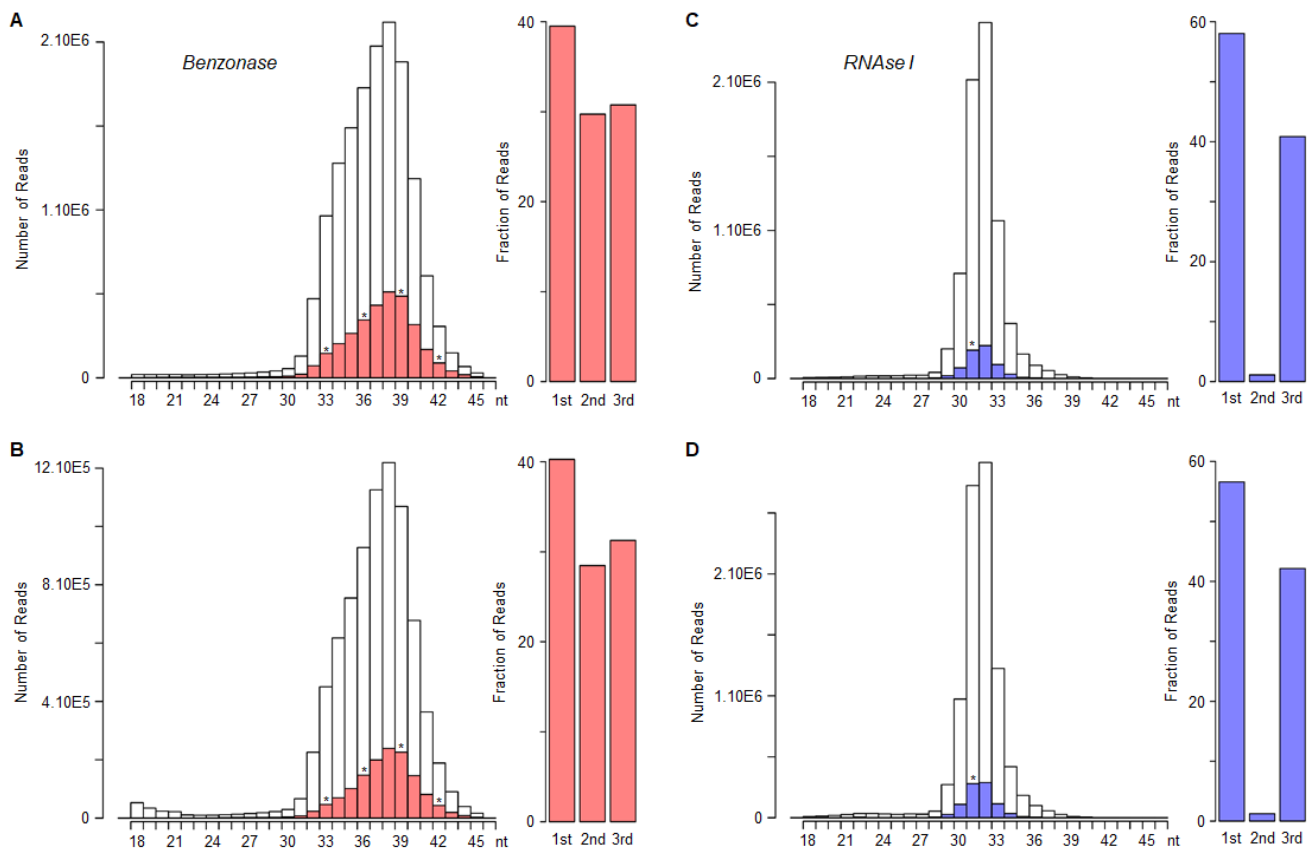 A
Benzonase
Number of Reads
2.10E6
1.10E6
0
18 21 24 27 30 33 36 39 42 45 nt
* * * *
Fraction of Reads
40
20
0
1st 2nd 3rd
C
RNAse I
Number of Reads
2.10E6
1.10E6
0
18 21 24 27 30 33 36 39 42 45 nt
*
Fraction of Reads
60
40
20
0
1st 2nd 3rd
B
Number of Reads
12.10E5
8.10E5
4.10E5
0
18 21 24 27 30 33 36 39 42 45 nt
* * * *
Fraction of Reads
40
20
0
1st 2nd 3rd
D
Number of Reads
2.10E6
1.10E6
0
18 21 24 27 30 33 36 39 42 45 nt
*
Fraction of Reads
60
40
20
0
1st 2nd 3rd